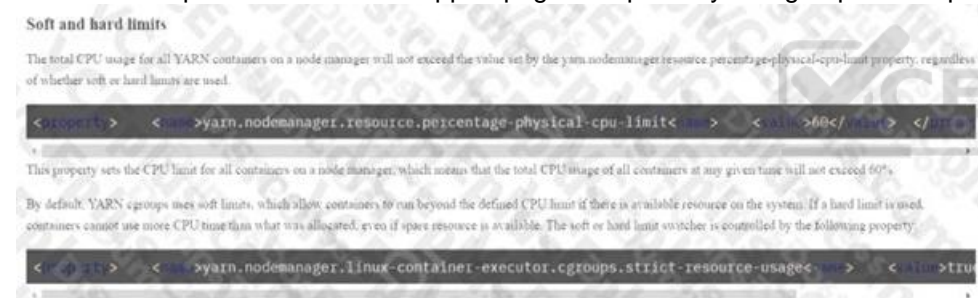 Soft and hard limits
The total CPU usage for all YARN containers on a node manager will not exceed the value set by the yarn.nodemanager.resource.percentage-physical-cpu-limit property, regardless
of whether soft or hard limits are used.
<property> <name>yarn.nodemanager.resource.percentage-physical-cpu-limit< > <value>60</value> </
This property sets the CPU limit for all containers on a node manager, which means that the total CPU usage of all containers at any given time will not exceed 60%.
By default, YARN cgroups uses soft limits, which allow containers to run beyond the defined CPU limit if there is available resource on the system. If a hard limit is used,
containers cannot use more CPU time than what was allocated, even if spare resource is available. The soft or hard limit switcher is controlled by the following property:
< > < >yarn.nodemanager.linux-container-executor.cgroups.strict-resource-usage< > <value>tru